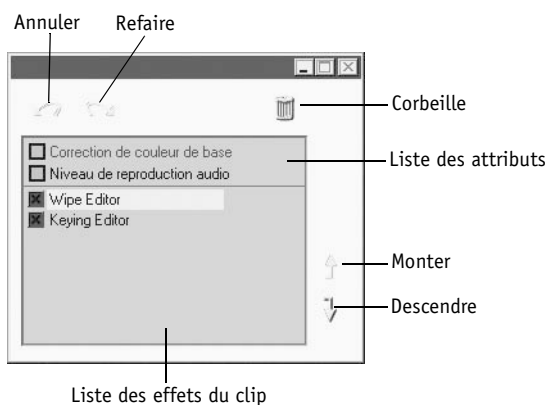 Annuler
Refaire
Corbeille
Correction de couleur de base
Niveau de reproduction audio
Liste des attributs
Wipe Editor
Keying Editor
Monter
Descendre
Liste des effets du clip